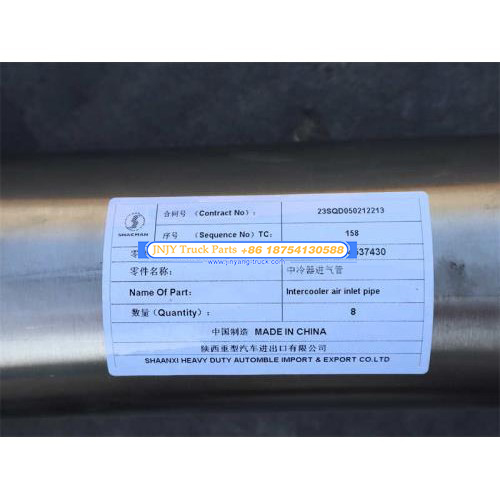 SHACMAN
合同号 (Contract No): 23SQD050212213
序号 (Sequence No) TC: 158
JNJY Truck Parts +86 18754130588
37430
www.jnjyang-truck.com
零件名称: 中冷器进气管
Name Of Part: Intercooler air inlet pipe
数量 (Quantity): 8
中国制造 MADE IN CHINA
陕西重型汽车进出口有限公司
SHAANXI HEAVY DUTY AUTOMBLE IMPORT & EXPORT CO.LTD